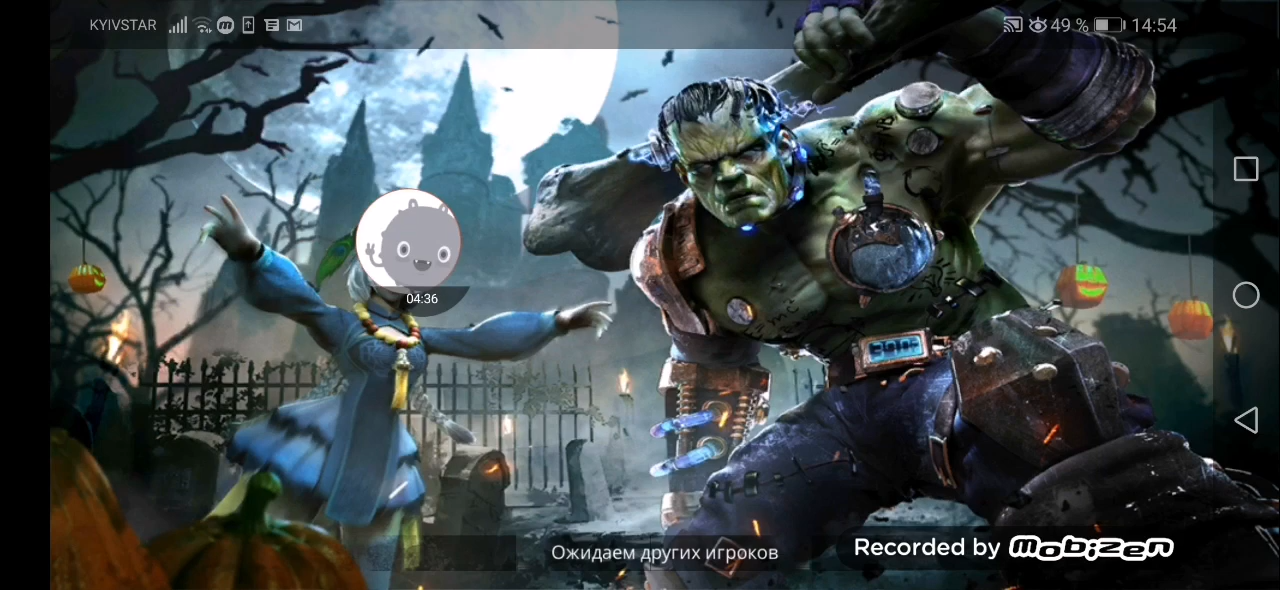 KYIVSTAR
49 % 14:54
04:36
Ожидаем других игроков
Recorded by mobizen